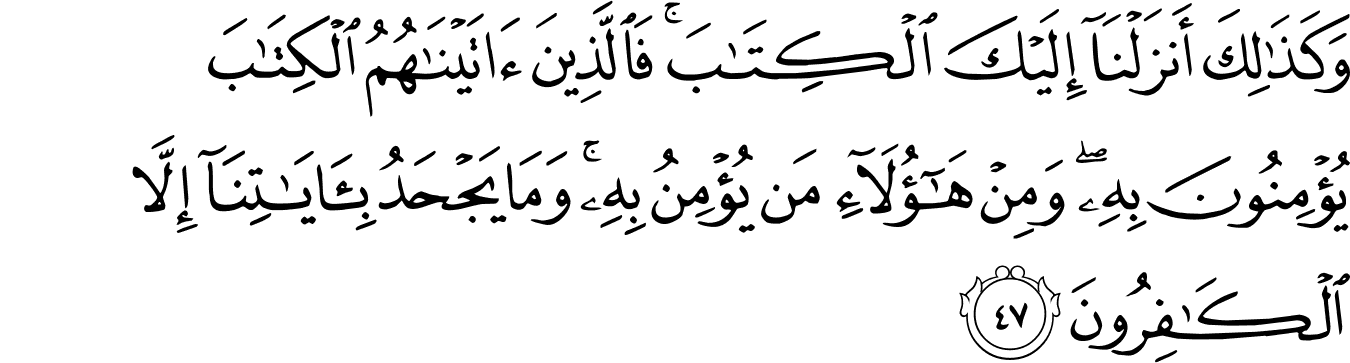 وَكَذَٰلِكَ أَنزَلْنَآ إِلَيْكَ ٱلْكِتَـٰبَ ۚ فَٱلَّذِينَ ءَاتَيْنَـٰهُمُ ٱلْكِتَـٰبَ
يُؤْمِنُونَ بِهِۦ ۖ وَمِنْ هَـٰٓؤُلَآءِ مَن يُؤْمِنُ بِهِۦ ۚ وَمَا يَجْحَدُ بِـَٔايَـٰتِنَآ إِلَّا
ٱلْكَـٰفِرُونَ ٤٧